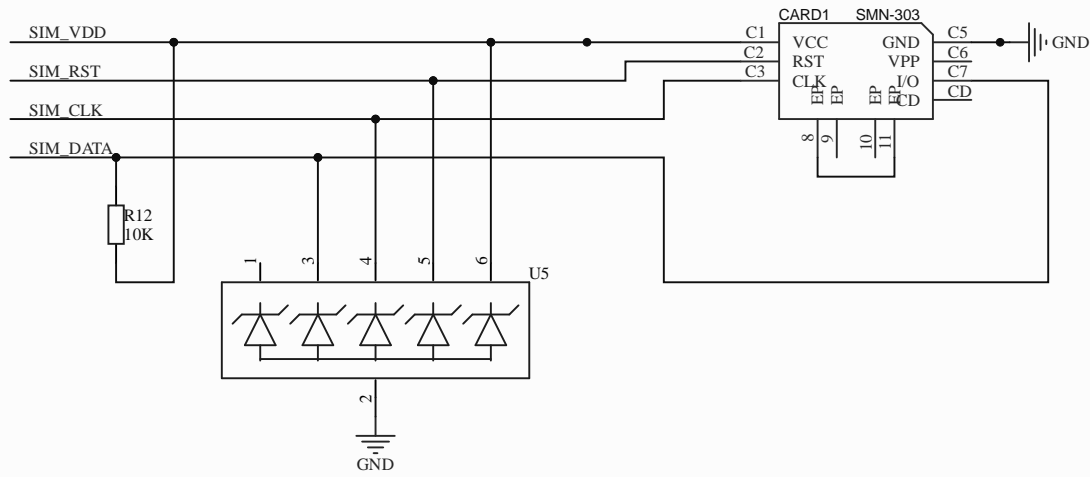 CARD1 SMN-303
SIM_VDD C1 VCC GND C5 GND
C2 RST VPP C6
SIM_RST C3 CLK I/O C7
EP EP EP EP CD CD
SIM_CLK
8 9 10 11
SIM_DATA
R12
10K
1 3 4 5 6
U5
2
GND